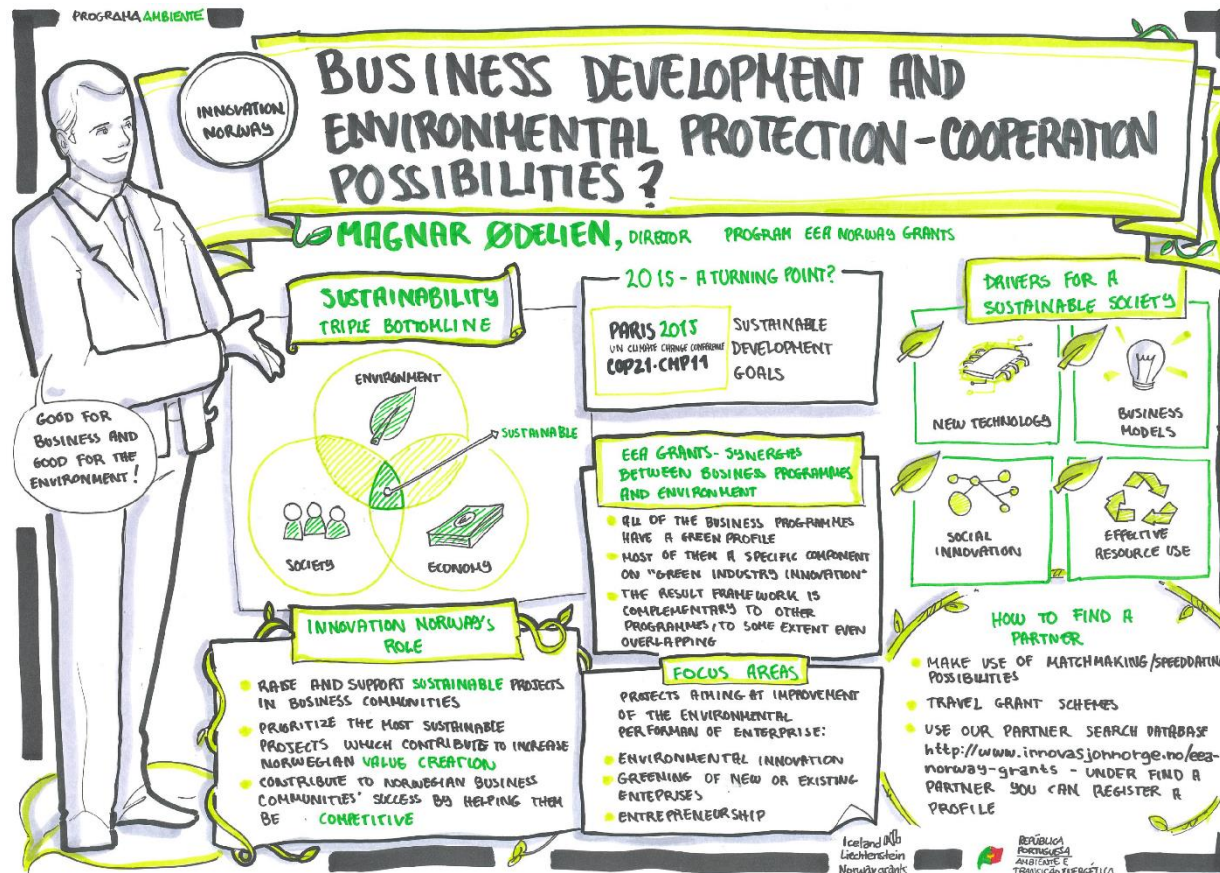 PROGRAMA AMBIENTE
INNOVATION
NORWAY
BUSINESS DEVELOPMENT AND
ENVIRONMENTAL PROTECTION - COOPERATION
POSSIBILITIES?
MAGNAR ØDELIEN, DIRECTOR PROGRAM EEA NORWAY GRANTS
GOOD FOR
BUSINESS AND
GOOD FOR THE
ENVIRONMENT!
SUSTAINABILITY
TRIPLE BOTTOMLINE
ENVIRONMENT
SUSTAINABLE
SOCIETY
ECONOMY
2015 - A TURNING POINT?
PARIS 2015
UN CLIMATE CHANGE CONFERENCE
COP21·CMP11
SUSTAINABLE
DEVELOPMENT
GOALS
DRIVERS FOR A
SUSTAINABLE SOCIETY
NEW TECHNOLOGY
BUSINESS
MODELS
SOCIAL
INNOVATION
EFFECTIVE
RESOURCE USE
EEA GRANTS - SYNERGIES
BETWEEN BUSINESS PROGRAMMES
AND ENVIRONMENT
ALL OF THE BUSINESS PROGRAMMES
HAVE A GREEN PROFILE
MOST OF THEM A SPECIFIC COMPONENT
ON "GREEN INDUSTRY INNOVATION"
THE RESULT FRAMEWORK IS
COMPLEMENTARY TO OTHER
PROGRAMMES, TO SOME EXTENT EVEN
OVERLAPPING
INNOVATION NORWAY'S
ROLE
RAISE AND SUPPORT SUSTAINABLE PROJECTS
IN BUSINESS COMMUNITIES
PRIORITIZE THE MOST SUSTAINABLE
PROJECTS WHICH CONTRIBUTE TO INCREASE
NORWEGIAN VALUE CREATION
CONTRIBUTE TO NORWEGIAN BUSINESS
COMMUNITIES' SUCCESS BY HELPING THEM
BE COMPETITIVE
FOCUS AREAS
PROJECTS AIMING AT IMPROVEMENT
OF THE ENVIRONMENTAL
PERFORMAN OF ENTERPRISE:
ENVIRONMENTAL INNOVATION
GREENING OF NEW OR EXISTING
ENTEPRISES
ENTREPRENEURSHIP
HOW TO FIND A
PARTNER
MAKE USE OF MATCHMAKING/SPEEDDATING
POSSIBILITIES
TRAVEL GRANT SCHEMES
USE OUR PARTNER SEARCH DATABASE
http://www.innovasjonnorge.no/eea-
norway-grants - UNDER FIND A
PARTNER YOU CAN REGISTER A
PROFILE
Iceland
Liechtenstein
Norway grants
REPÚBLICA
PORTUGUESA
AMBIENTE E
TRANSIÇÃO ENERGÉTICA